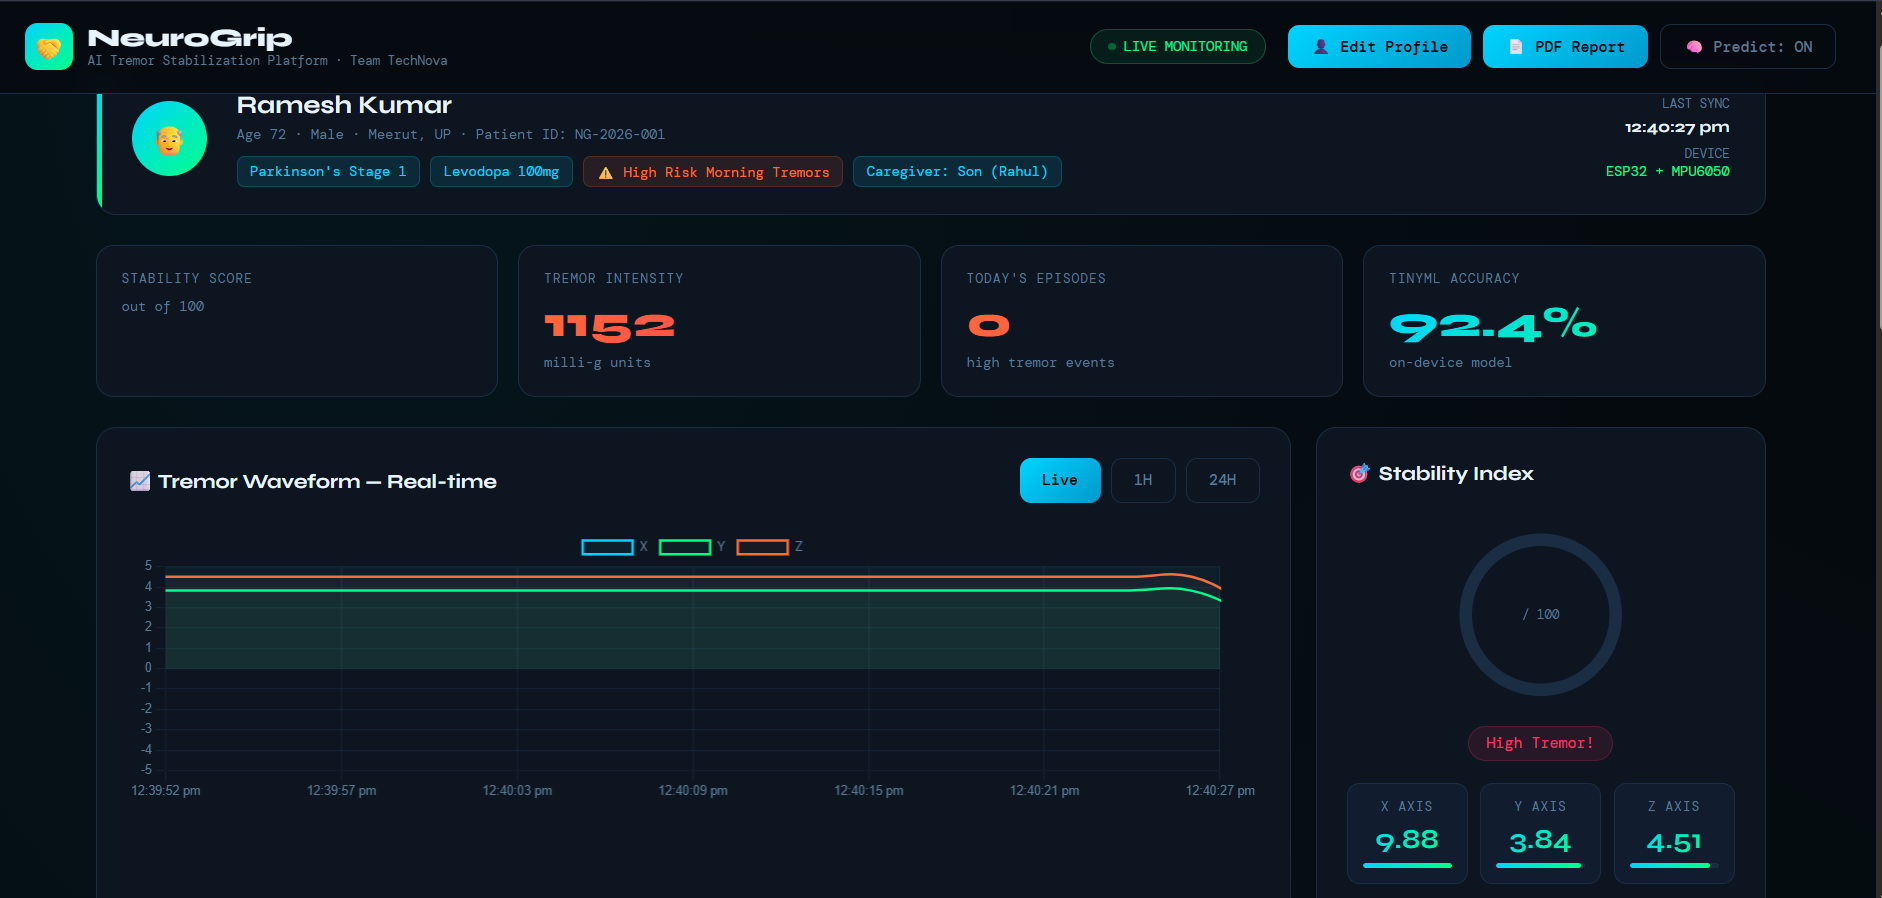 NeuroGrip
AI Tremor Stabilization Platform · Team TechNova
LIVE MONITORING
Edit Profile
PDF Report
Predict: ON
Ramesh Kumar
Age 72 · Male · Meerut, UP · Patient ID: NG-2026-001
Parkinson's Stage 1
Levodopa 100mg
High Risk Morning Tremors
Caregiver: Son (Rahul)
LAST SYNC
12:40:27 pm
DEVICE
ESP32 + MPU6050
STABILITY SCORE
out of 100
TREMOR INTENSITY
1152
milli-g units
TODAY'S EPISODES
0
high tremor events
TINYML ACCURACY
92.4%
on-device model
Tremor Waveform — Real-time
Live
1H
24H
X
Y
Z
5
4
3
2
1
0
-1
-2
-3
-4
-5
12:39:52 pm
12:39:57 pm
12:40:03 pm
12:40:09 pm
12:40:15 pm
12:40:21 pm
12:40:27 pm
Stability Index
/ 100
High Tremor!
X AXIS
9.88
Y AXIS
3.84
Z AXIS
4.51